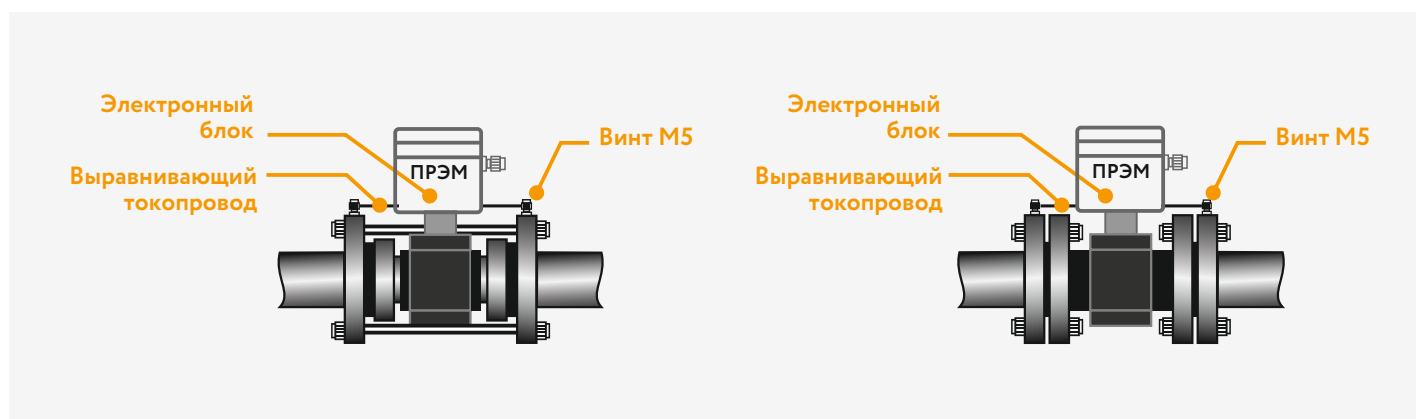 Электронный
блок
Винт М5
ПРЭМ
Выравнивающий
токопровод
Электронный
блок
Винт М5
ПРЭМ
Выравнивающий
токопровод